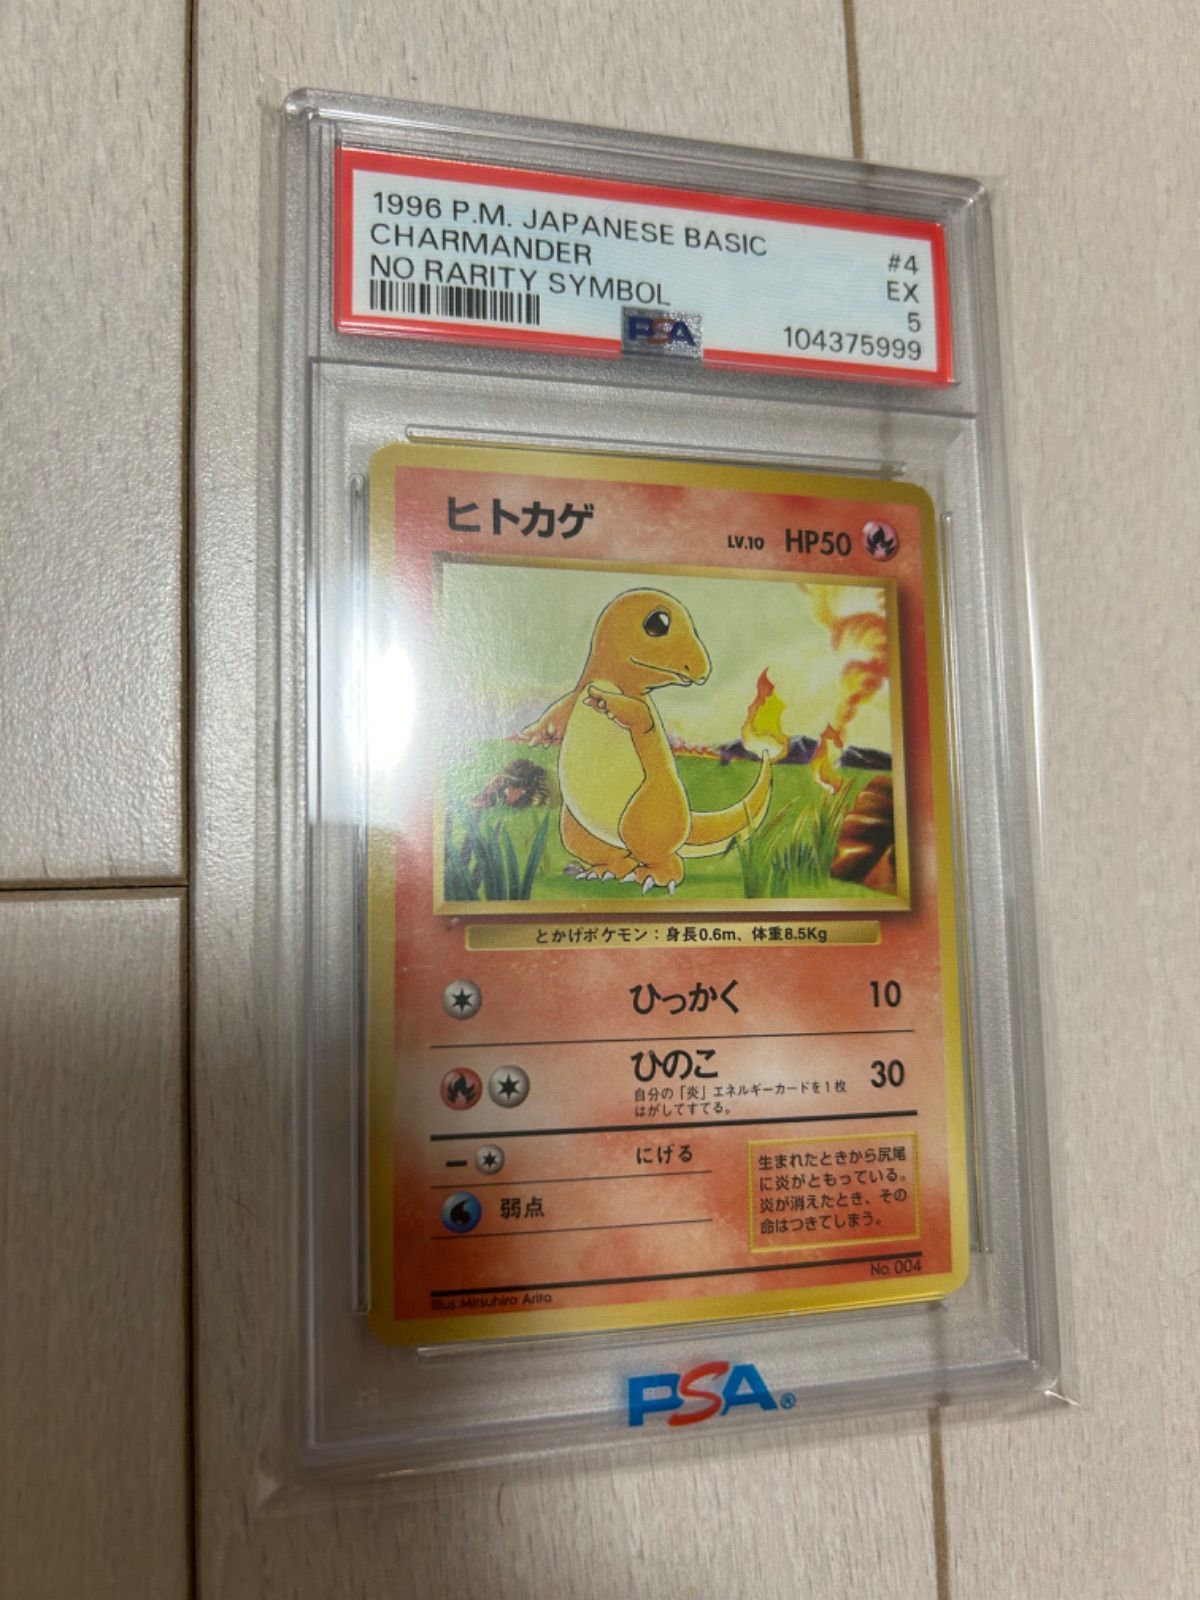 1996 P.M. JAPANESE BASIC
CHARMANDER
NO RARITY SYMBOL
#4
EX
5
104375999
PSA
ヒトカゲ
LV.10 HP50
とかげポケモン：身長0.6m、体重8.5Kg
ひっかく 10
ひのこ 30
自分の「炎」エネルギーカードを1枚
はがしてすてる。
ー にげる
弱点
生まれたときから尻尾
に炎がともっている。
炎が消えたとき、その
命はつきてしまう。
No.004
Illus.Mitsuhiro Arita
PSA®